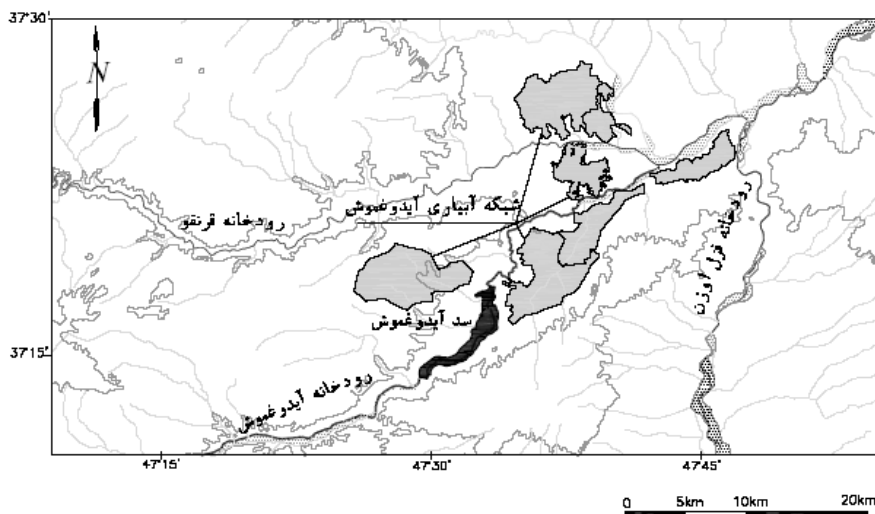 37°30'
N
شبکه آبیاری آیدوغموش
رودخانه قرنقو
رودخانه قزل اوزن
سد آیدوغموش
37°15'
رودخانه آیدوغموش
47°15' 47°30' 47°45'
0 5km 10km 20km